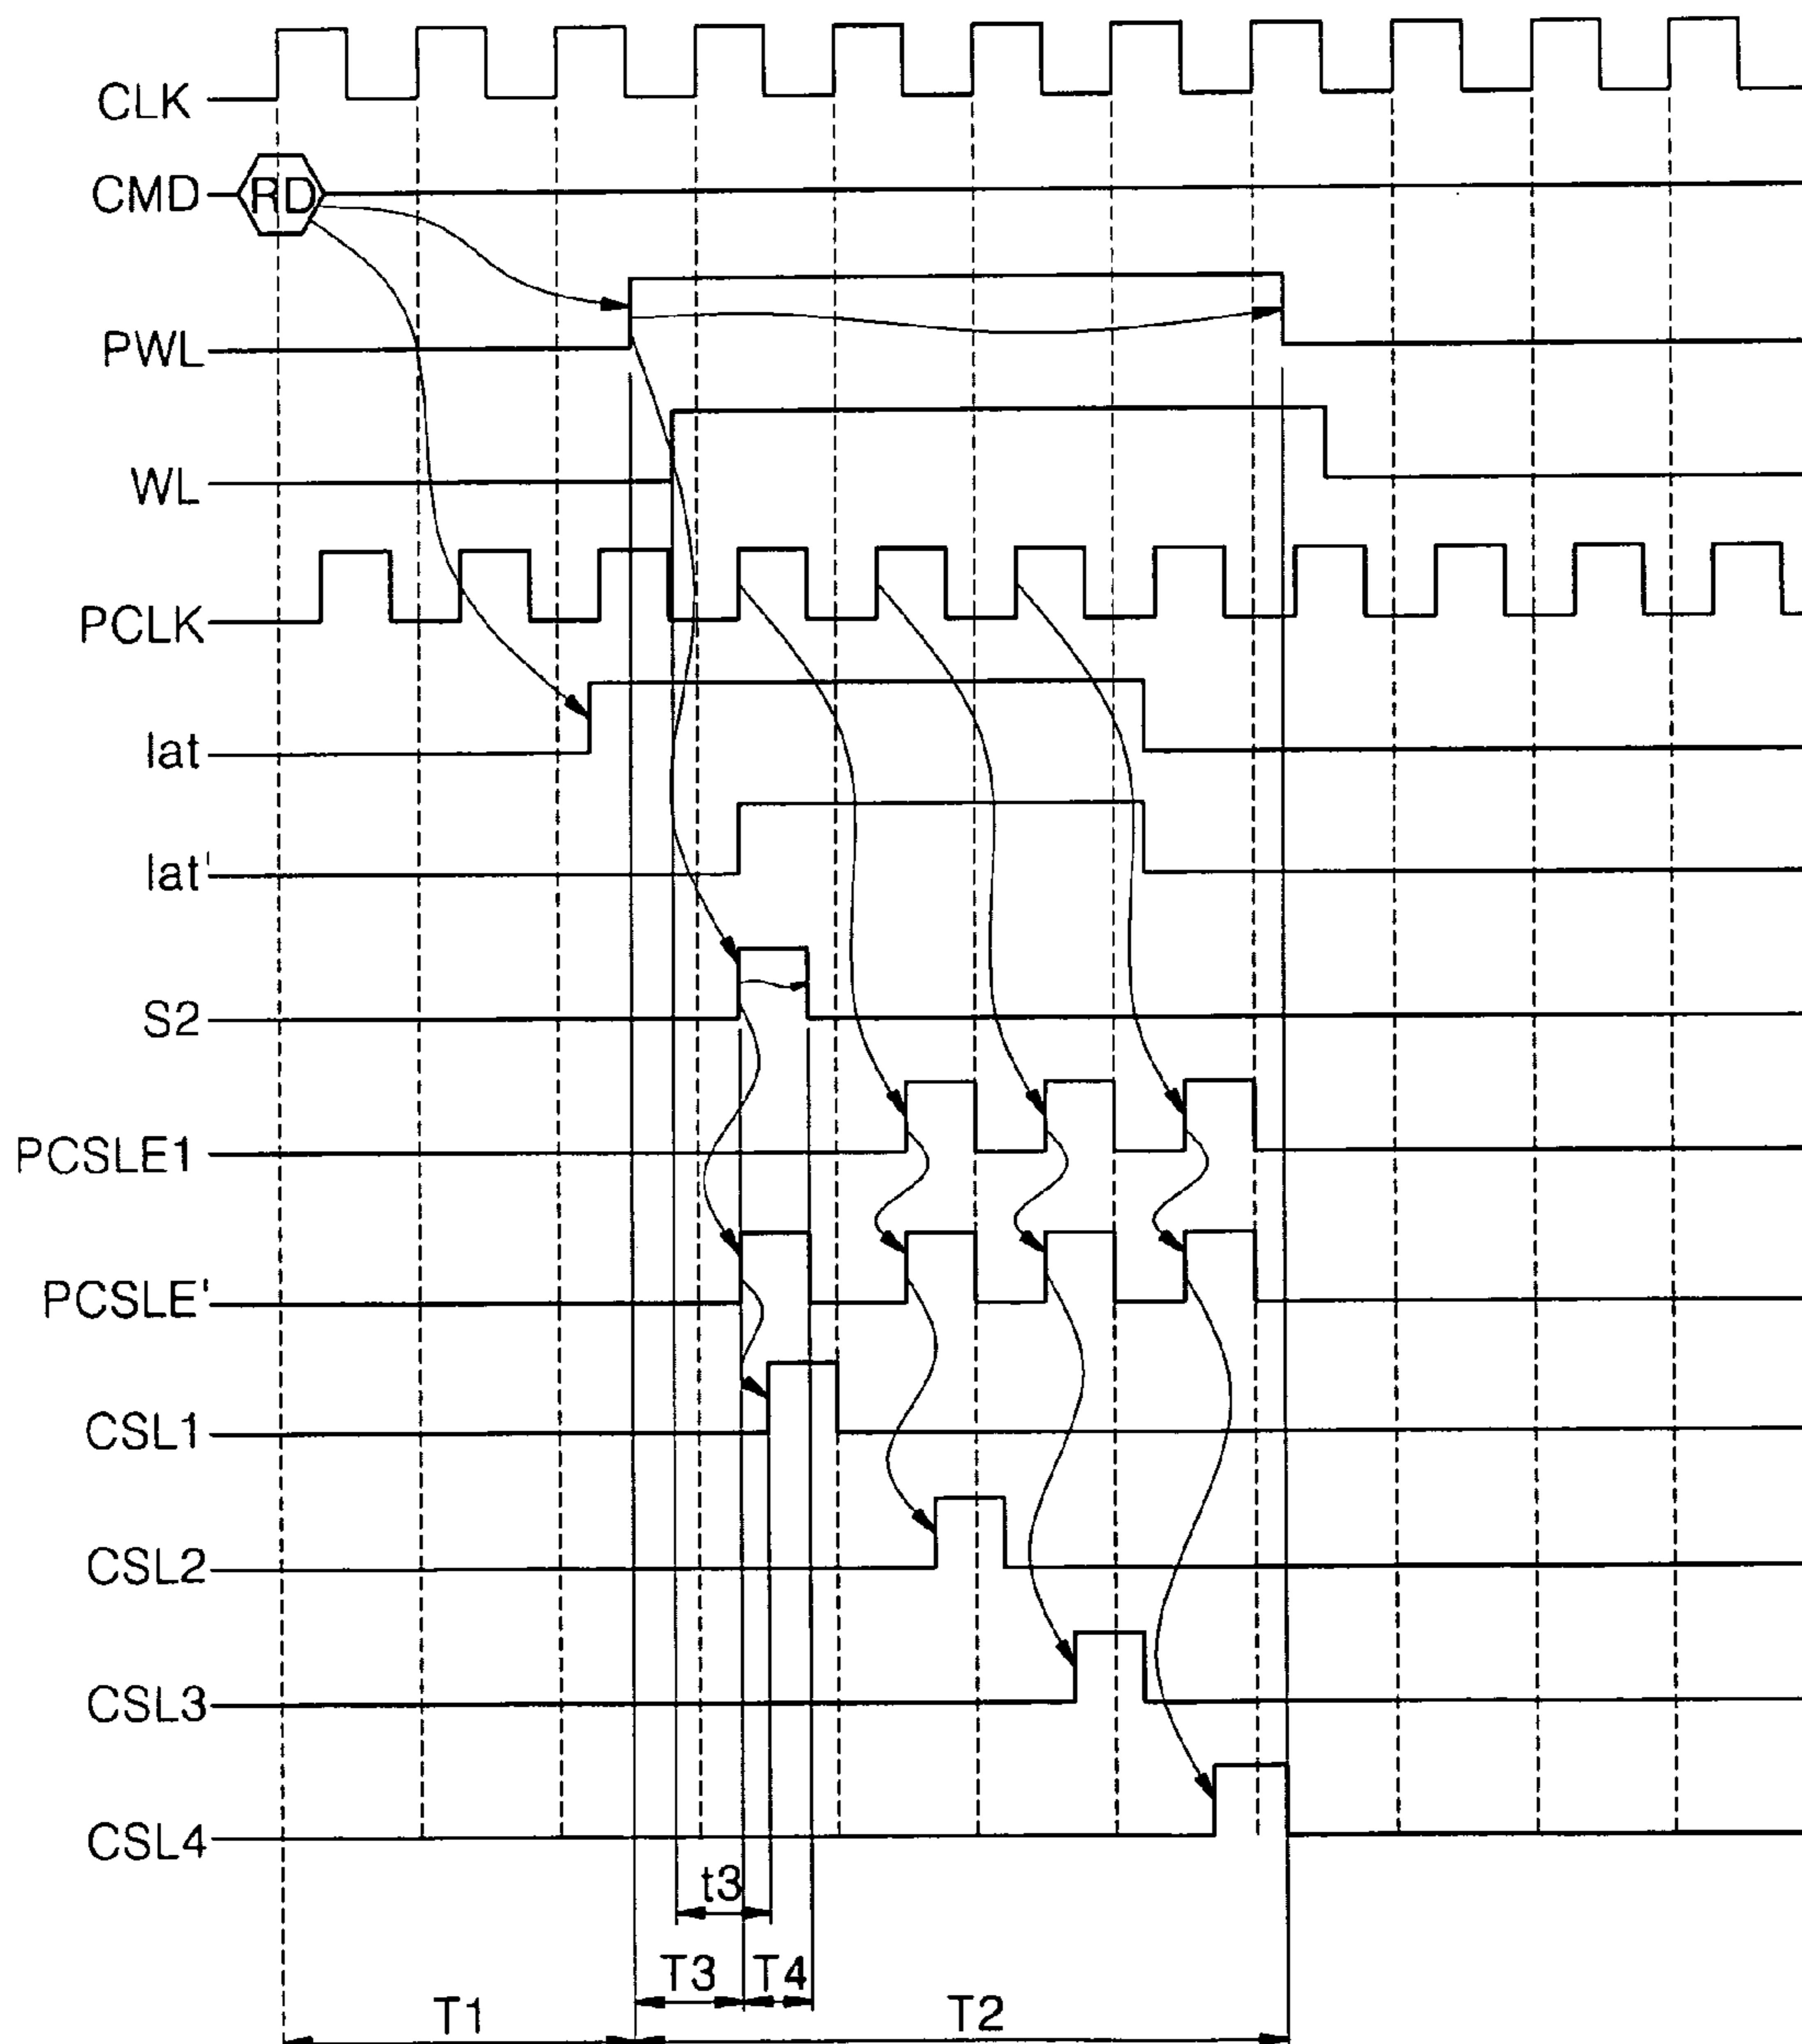 CLK
CMD
RD
PWL
WL
PCLK
lat
lat'
S2
PCSLE1
PCSLE'
CSL1
CSL2
CSL3
CSL4
t3
T3
T4
T1
T2